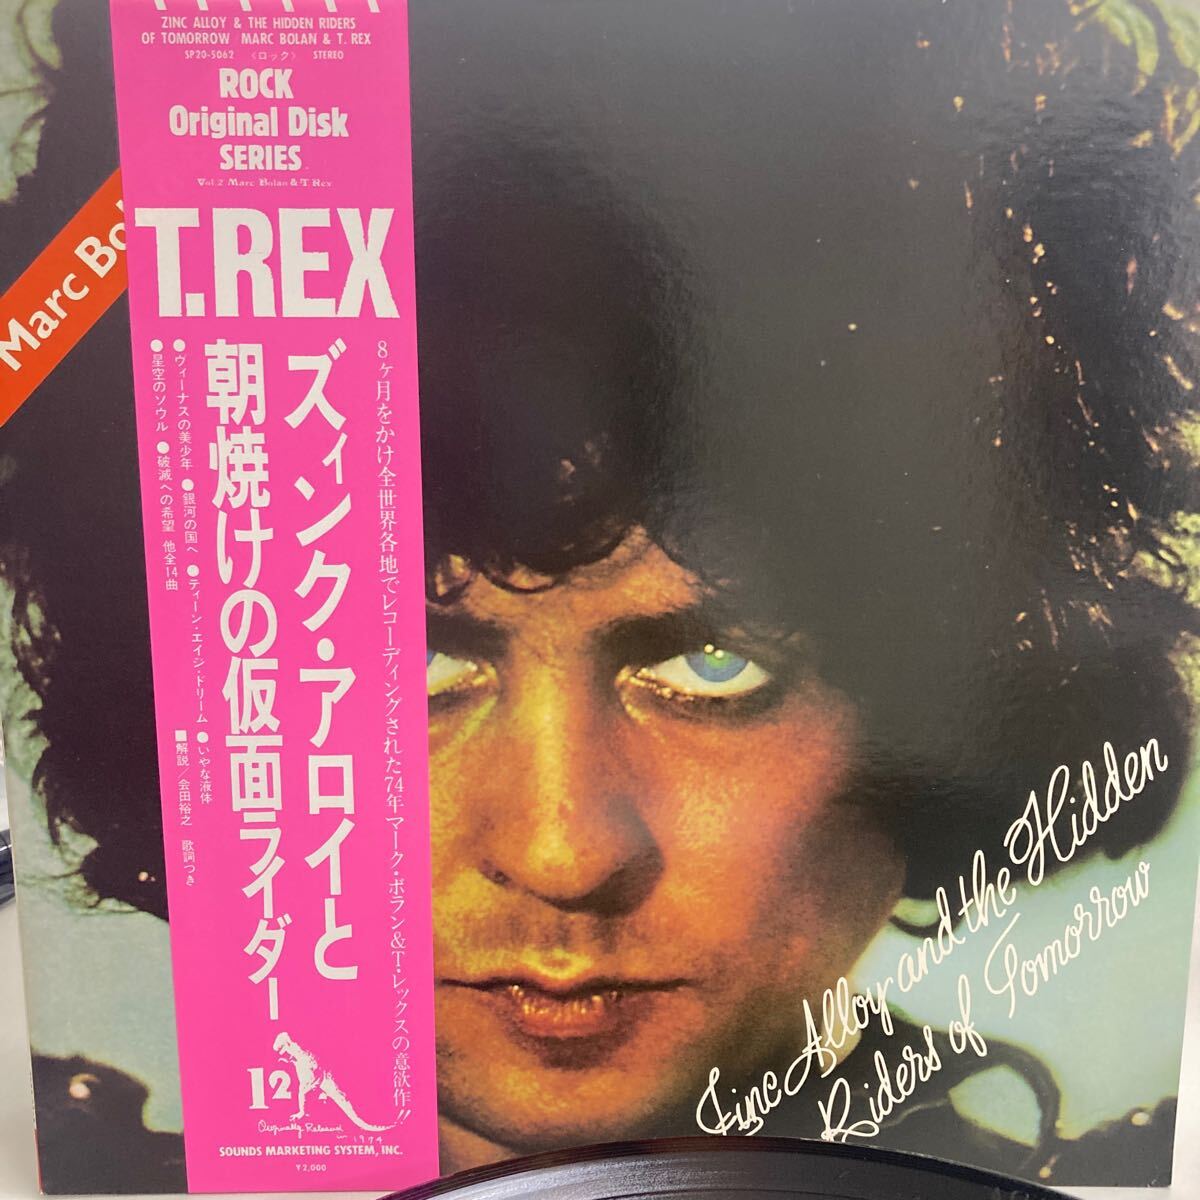 ZINC ALLOY & THE HIDDEN RIDERS
OF TOMORROW / MARC BOLAN & T. REX
SP20-5062 〈ロック〉 STEREO
ROCK
Original Disk
SERIES
Vol.2 Marc Bolan & T.Rex
T.REX
8ヶ月をかけ全世界各地でレコーディングされた74年マーク・ボラン&T・レックスの意欲作!!
ズィンク・アロイと
朝焼けの仮面ライダー
●ヴィーナスの美少年 ●銀河の国へ ●ティーン・エイジ・ドリーム ●いやな液体
●星空のソウル ●破滅への希望 他全14曲
■解説/会田裕之 歌詞つき
12
Originally Released
in 1974
SOUNDS MARKETING SYSTEM, INC.
¥2,000
Marc Bo
Zinc Alloy and the Hidden
Riders of Tomorrow